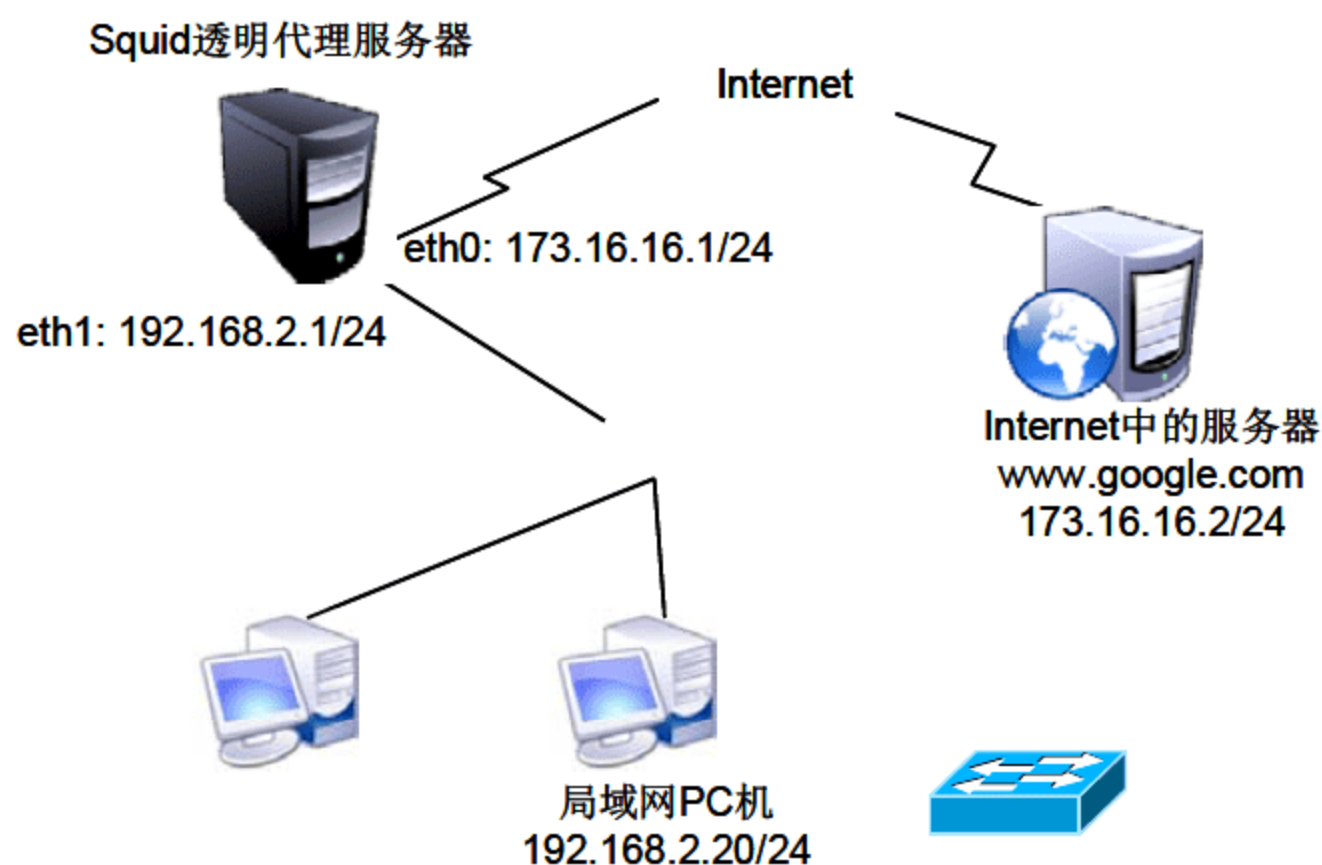 Squid透明代理服务器
Internet
eth0: 173.16.16.1/24
eth1: 192.168.2.1/24
Internet中的服务器
www.google.com
173.16.16.2/24
局域网PC机
192.168.2.20/24